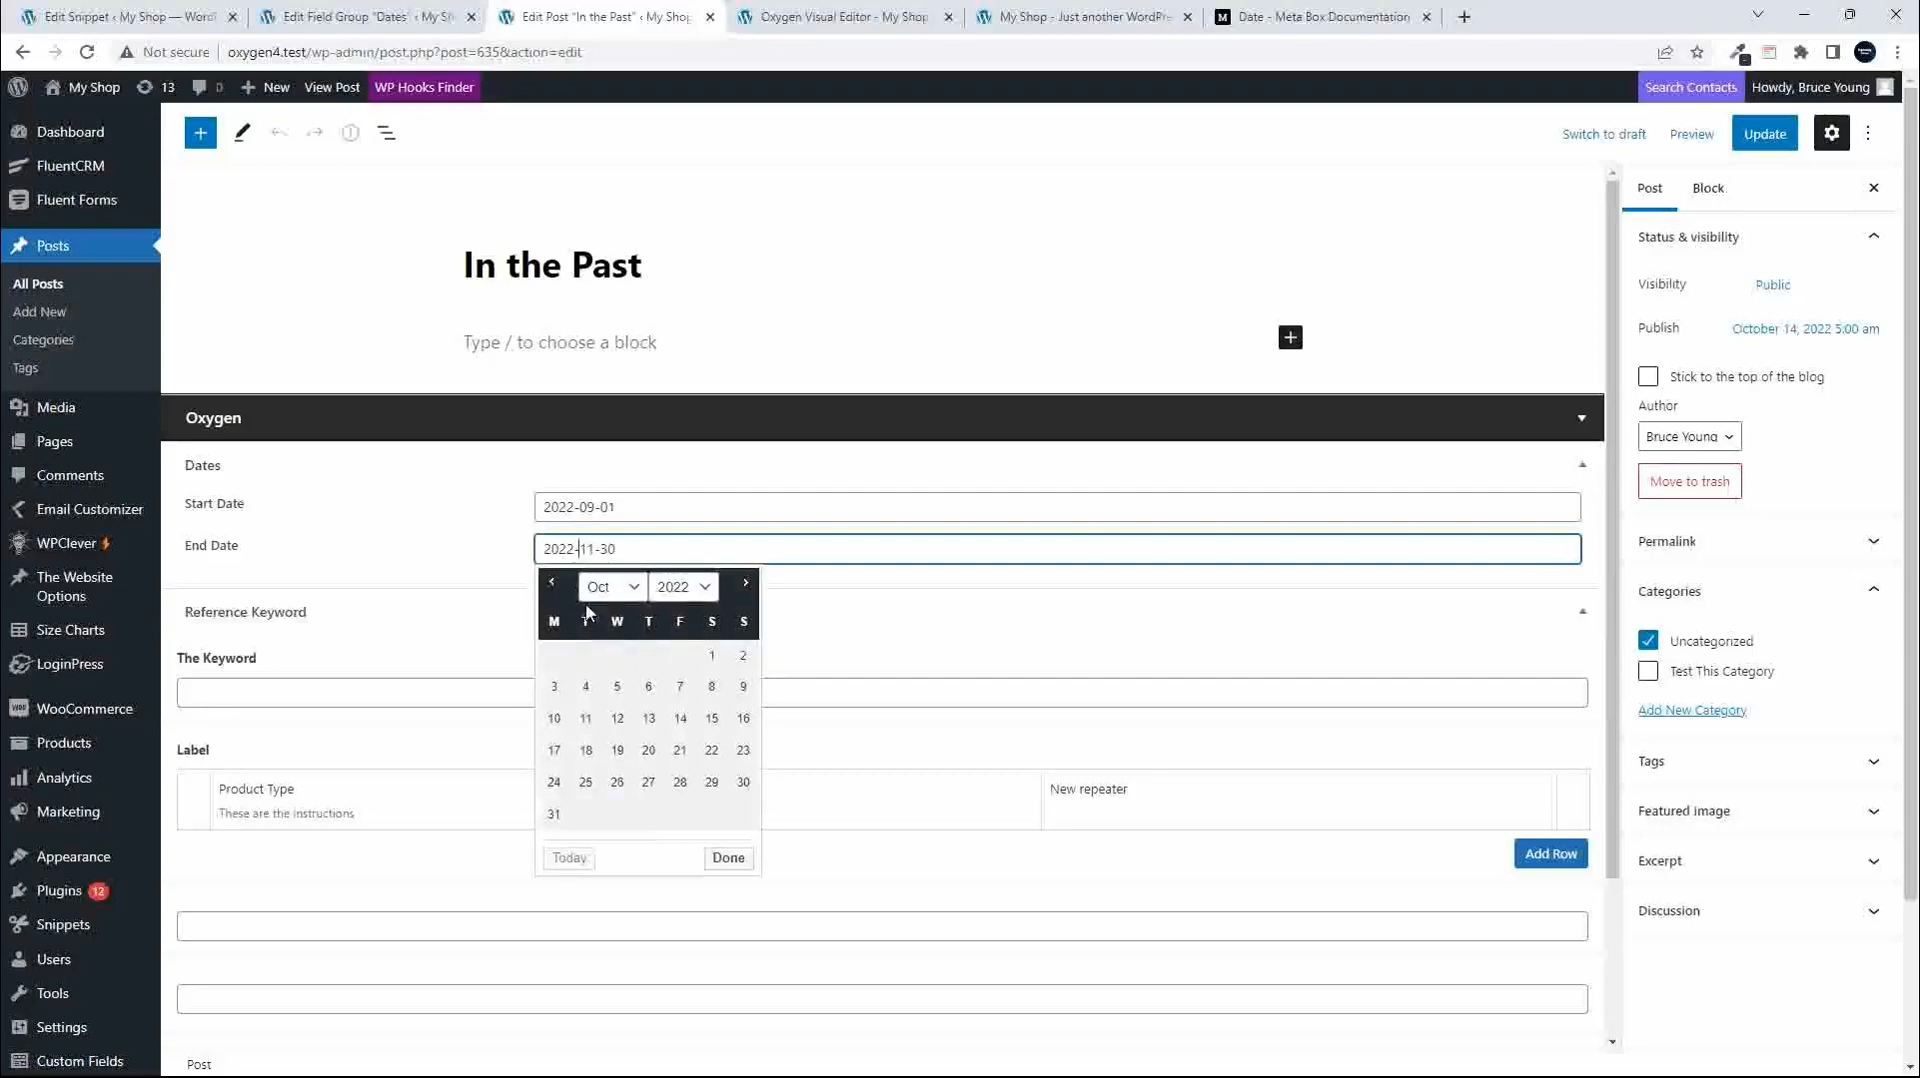 Edit Snippet ‹ My Shop — Word
Edit Field Group "Dates" ‹ My Sh
Edit Post "In the Past" ‹ My Shop
Oxygen Visual Editor - My Shop
My Shop - Just another WordPre
Date - Meta Box Documentation
Not secure
oxygen4.test/wp-admin/post.php?post=635&action=edit
My Shop
13
0
New
View Post
WP Hooks Finder
Search Contacts
Howdy, Bruce Young
Dashboard
FluentCRM
Fluent Forms
Posts
All Posts
Add New
Categories
Tags
Media
Pages
Comments
Email Customizer
WPClever
The Website
Options
Size Charts
LoginPress
WooCommerce
Products
Analytics
Marketing
Appearance
Plugins 12
Snippets
Users
Tools
Settings
Custom Fields
Switch to draft
Preview
Update
In the Past
Type / to choose a block
Oxygen
Dates
Start Date
2022-09-01
End Date
2022-11-30
Oct
2022
M T W T F S S
1 2
3 4 5 6 7 8 9
10 11 12 13 14 15 16
17 18 19 20 21 22 23
24 25 26 27 28 29 30
31
Today
Done
Reference Keyword
The Keyword
Label
Product Type
These are the instructions
New repeater
Add Row
Post
Post
Block
Status & visibility
Visibility
Public
Publish
October 14, 2022 5:00 am
Stick to the top of the blog
Author
Bruce Young
Move to trash
Permalink
Categories
Uncategorized
Test This Category
Add New Category
Tags
Featured image
Excerpt
Discussion